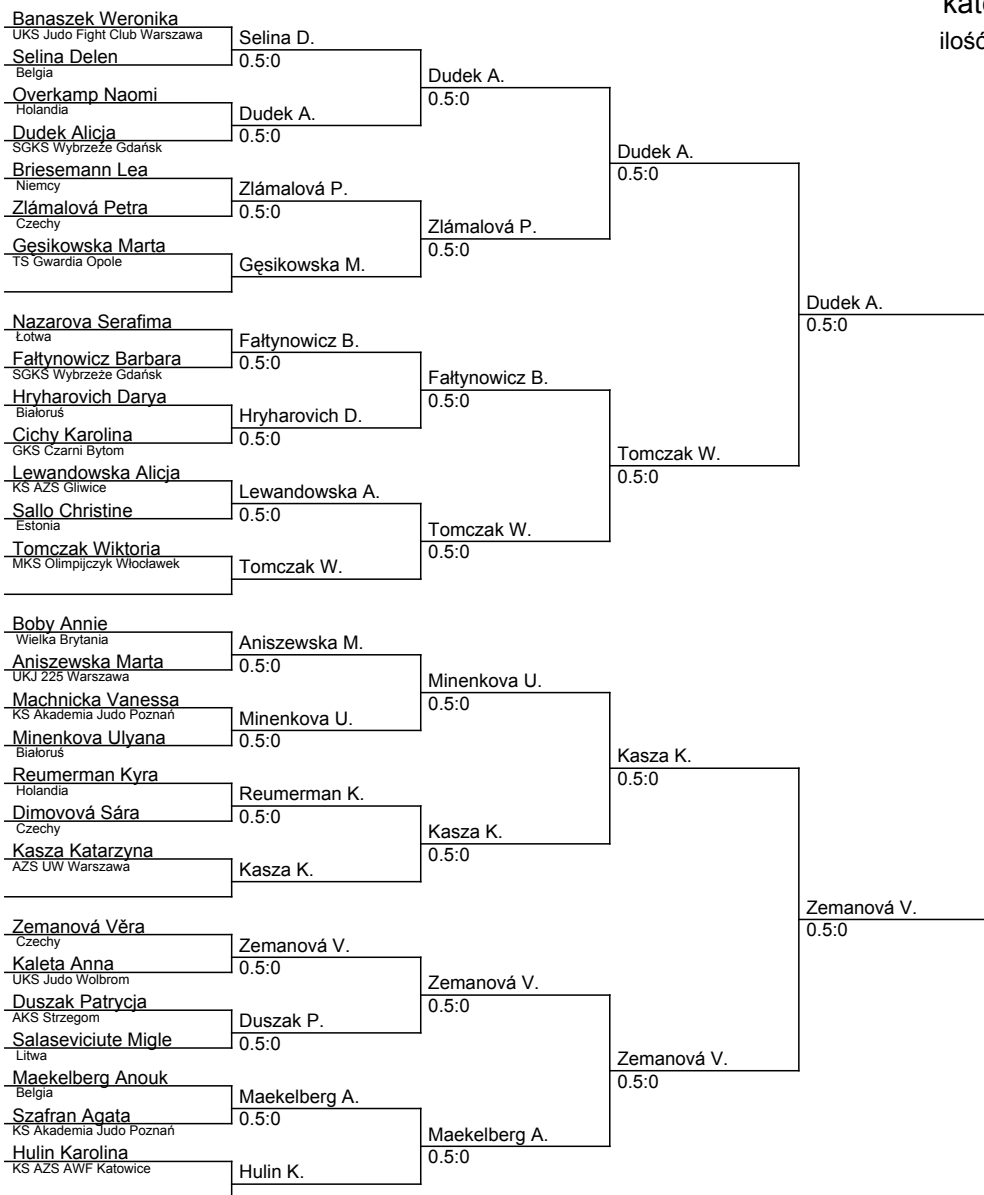 kat
ilość
Banaszek Weronika
UKS Judo Fight Club Warszawa
Selina Delen
Belgia
Overkamp Naomi
Holandia
Dudek Alicja
SGKS Wybrzeże Gdańsk
Briesemann Lea
Niemcy
Zlámalová Petra
Czechy
Gęsikowska Marta
TS Gwardia Opole
Nazarova Serafima
Łotwa
Fałtynowicz Barbara
SGKS Wybrzeże Gdańsk
Hryharovich Darya
Białoruś
Cichy Karolina
GKS Czarni Bytom
Lewandowska Alicja
KS AZS Gliwice
Sallo Christine
Estonia
Tomczak Wiktoria
MKS Olimpijczyk Włocławek
Boby Annie
Wielka Brytania
Aniszewska Marta
UKJ 225 Warszawa
Machnicka Vanessa
KS Akademia Judo Poznań
Minenkova Ulyana
Białoruś
Reumerman Kyra
Holandia
Dimovová Sára
Czechy
Kasza Katarzyna
AZS UW Warszawa
Zemanová Věra
Czechy
Kaleta Anna
UKS Judo Wolbrom
Duszak Patrycja
AKS Strzegom
Salaseviciute Migle
Litwa
Maekelberg Anouk
Belgia
Szafran Agata
KS Akademia Judo Poznań
Hulin Karolina
KS AZS AWF Katowice
Selina D.
0.5:0
Dudek A.
0.5:0
Zlámalová P.
0.5:0
Gęsikowska M.
Fałtynowicz B.
0.5:0
Hryharovich D.
0.5:0
Lewandowska A.
0.5:0
Tomczak W.
Aniszewska M.
0.5:0
Minenkova U.
0.5:0
Reumerman K.
0.5:0
Kasza K.
Zemanová V.
0.5:0
Duszak P.
0.5:0
Maekelberg A.
0.5:0
Hulin K.
Dudek A.
0.5:0
Zlámalová P.
0.5:0
Fałtynowicz B.
0.5:0
Tomczak W.
0.5:0
Minenkova U.
0.5:0
Kasza K.
0.5:0
Zemanová V.
0.5:0
Maekelberg A.
0.5:0
Dudek A.
0.5:0
Tomczak W.
0.5:0
Kasza K.
0.5:0
Zemanová V.
0.5:0
Dudek A.
0.5:0
Zemanová V.
0.5:0